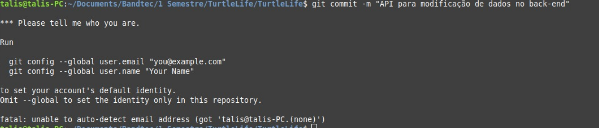 talis@talis-PC:~/Documents/Bandtec/1 Semestre/TurtleLife/TurtleLife$ git commit -m "API para modificação de dados no back-end"
*** Please tell me who you are.
Run
git config --global user.email "you@example.com"
git config --global user.name "Your Name"
to set your account's default identity.
Omit --global to set the identity only in this repository.
fatal: unable to auto-detect email address (got 'talis@talis-PC.(none)')
talis@talis-PC:~/Documents/Bandtec/1 Semestre/TurtleLife/TurtleLife$